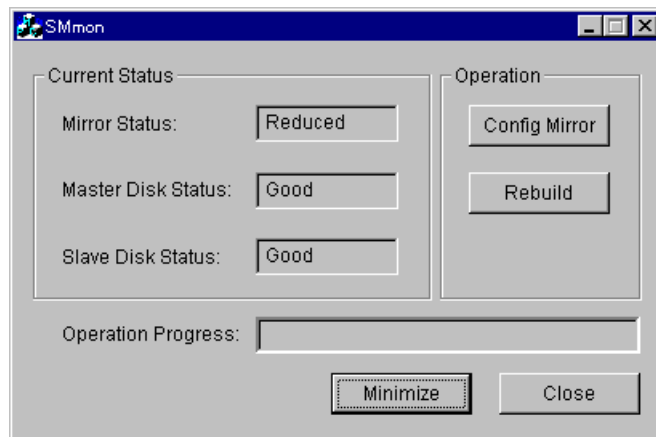 SMmon
Current Status
Operation
Mirror Status: Reduced
Config Mirror
Master Disk Status: Good
Rebuild
Slave Disk Status: Good
Operation Progress:
Minimize
Close